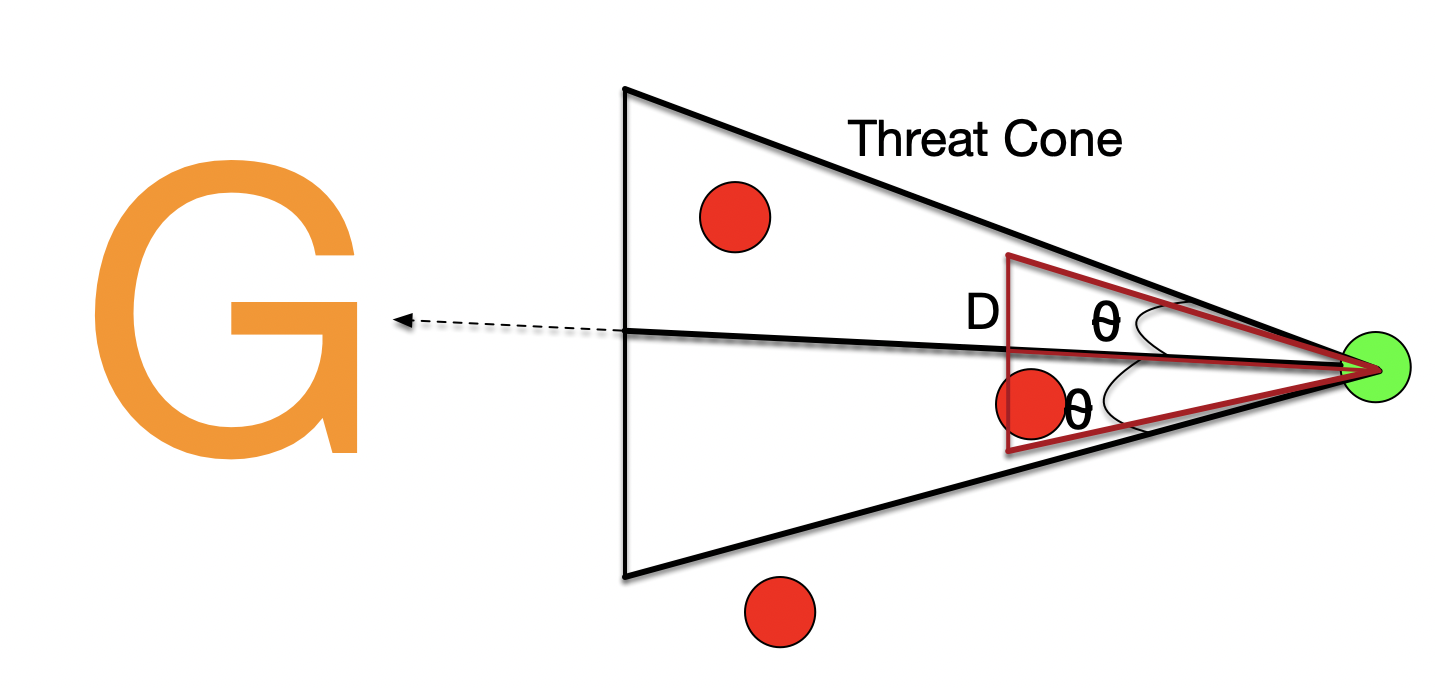 Threat Cone
G
D
θ
θ